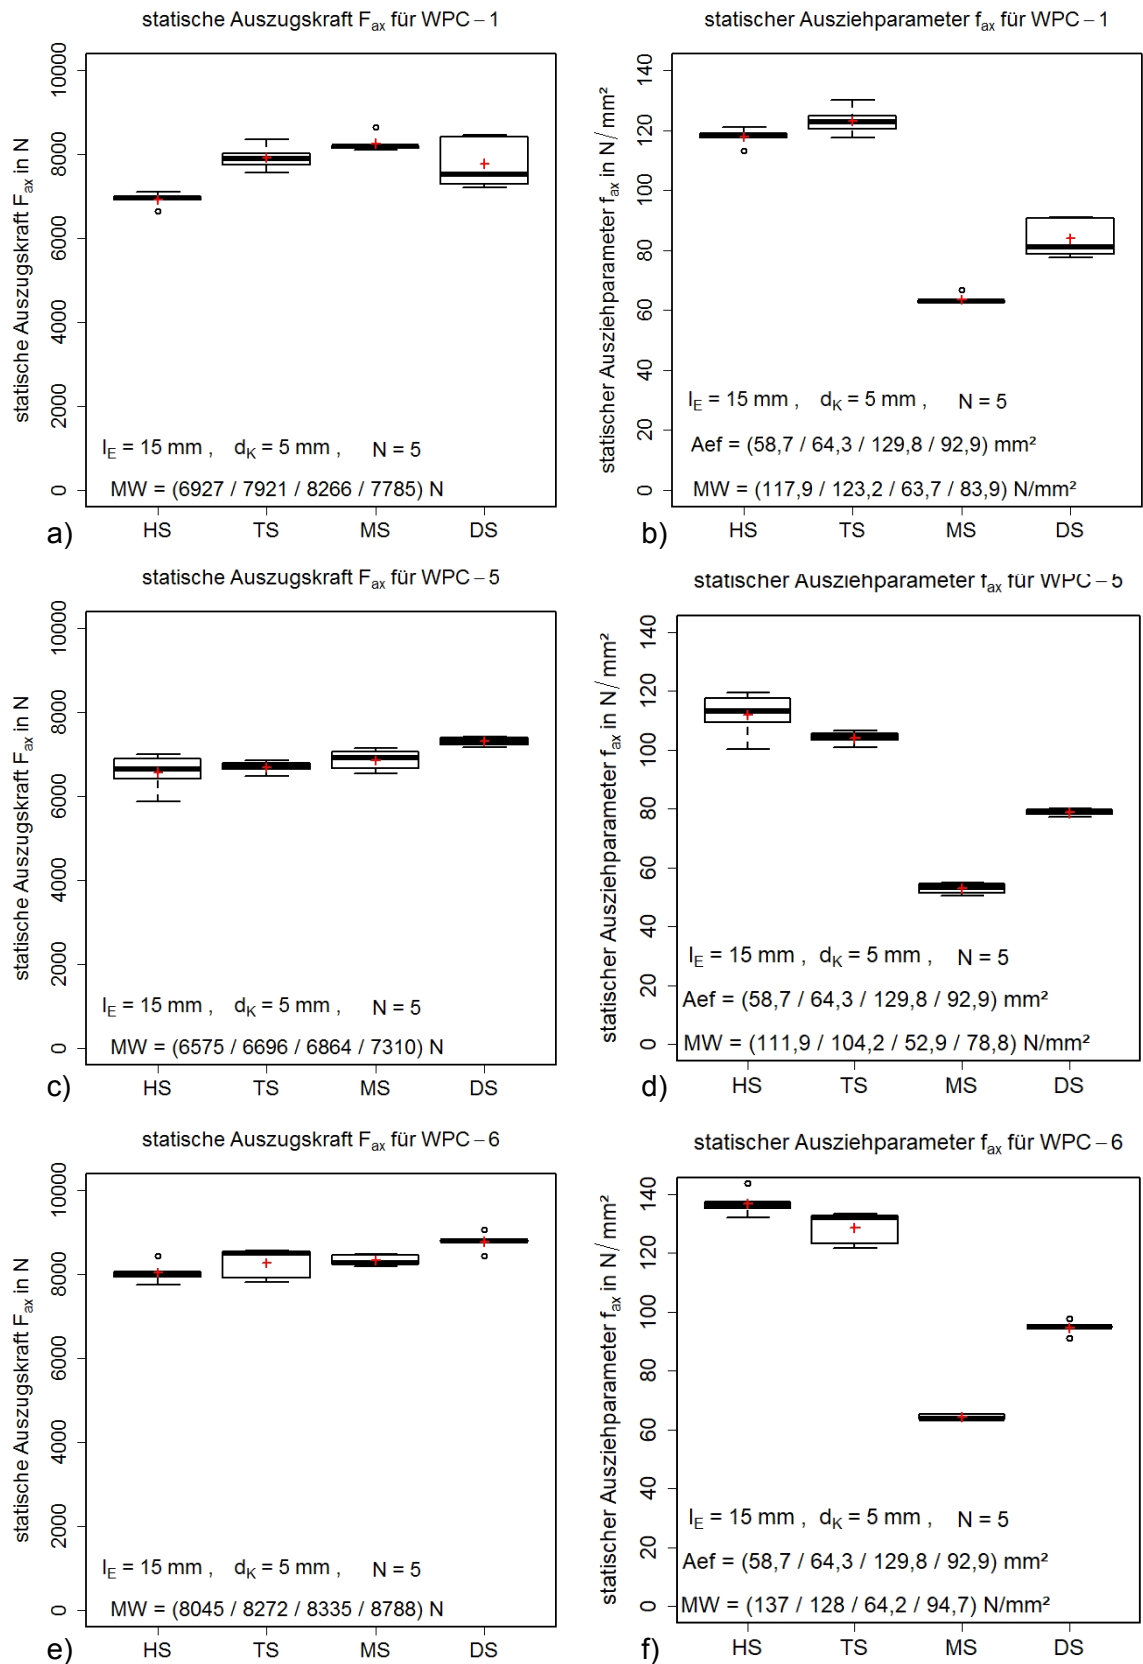 statische Auszugskraft Fax für WPC – 1
statische Auszugskraft Fax in N
10000
8000
6000
4000
2000
0
lE = 15 mm , dK = 5 mm , N = 5
MW = (6927 / 7921 / 8266 / 7785) N
HS TS MS DS
a)
statischer Ausziehparameter fax für WPC – 1
statischer Ausziehparameter fax in N/mm²
140
120
100
80
60
40
20
0
lE = 15 mm , dK = 5 mm , N = 5
Aef = (58,7 / 64,3 / 129,8 / 92,9) mm²
MW = (117,9 / 123,2 / 63,7 / 83,9) N/mm²
HS TS MS DS
b)
statische Auszugskraft Fax für WPC – 5
statische Auszugskraft Fax in N
10000
8000
6000
4000
2000
0
lE = 15 mm , dK = 5 mm , N = 5
MW = (6575 / 6696 / 6864 / 7310) N
HS TS MS DS
c)
statischer Ausziehparameter fax für WPC – 5
statischer Ausziehparameter fax in N/mm²
140
120
100
80
60
40
20
0
lE = 15 mm , dK = 5 mm , N = 5
Aef = (58,7 / 64,3 / 129,8 / 92,9) mm²
MW = (111,9 / 104,2 / 52,9 / 78,8) N/mm²
HS TS MS DS
d)
statische Auszugskraft Fax für WPC – 6
statische Auszugskraft Fax in N
10000
8000
6000
4000
2000
0
lE = 15 mm , dK = 5 mm , N = 5
MW = (8045 / 8272 / 8335 / 8788) N
HS TS MS DS
e)
statischer Ausziehparameter fax für WPC – 6
statischer Ausziehparameter fax in N/mm²
140
120
100
80
60
40
20
0
lE = 15 mm , dK = 5 mm , N = 5
Aef = (58,7 / 64,3 / 129,8 / 92,9) mm²
MW = (137 / 128 / 64,2 / 94,7) N/mm²
HS TS MS DS
f)